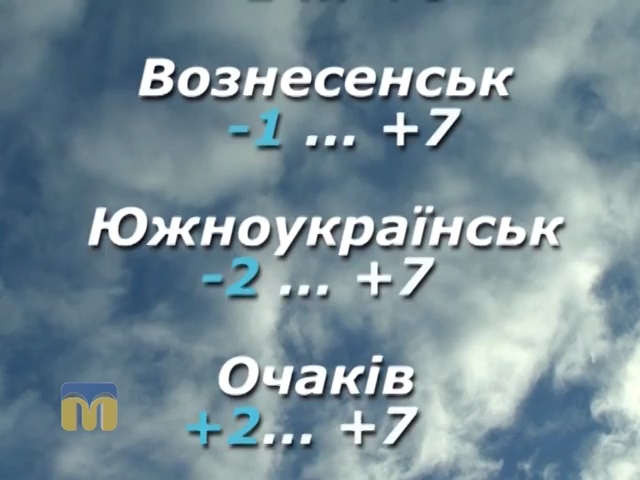 Вознесенськ
-1 ... +7
Южноукраїнськ
-2 ... +7
Очаків
+2... +7